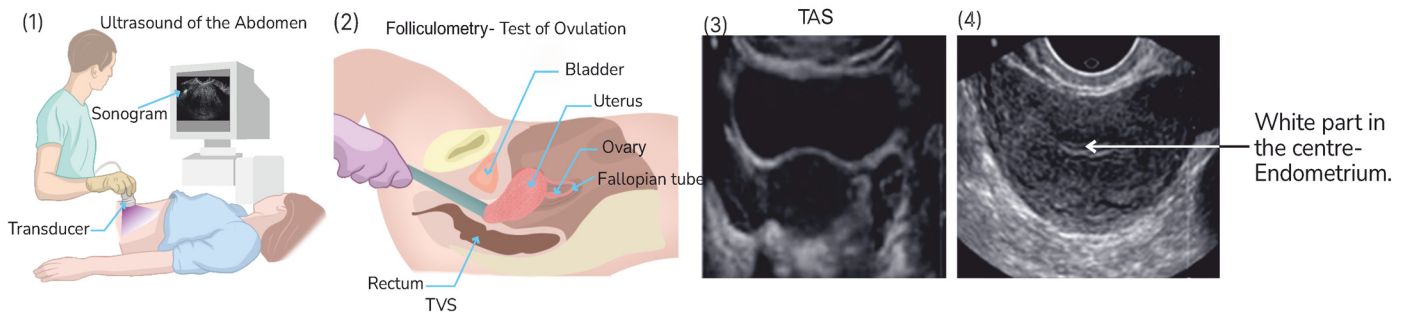 (1)
Ultrasound of the Abdomen
Sonogram
Transducer
(2)
Folliculometry- Test of Ovulation
Bladder
Uterus
Ovary
Fallopian tube
Rectum
TVS
(3)
TAS
(4)
White part in
the centre-
Endometrium.